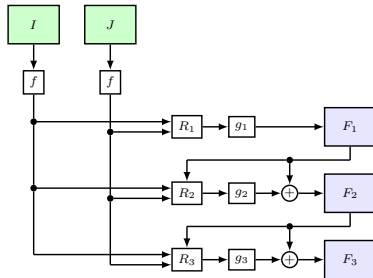 I J
f f
R₁ g₁ F₁
R₂ g₂ + F₂
R₃ g₃ + F₃